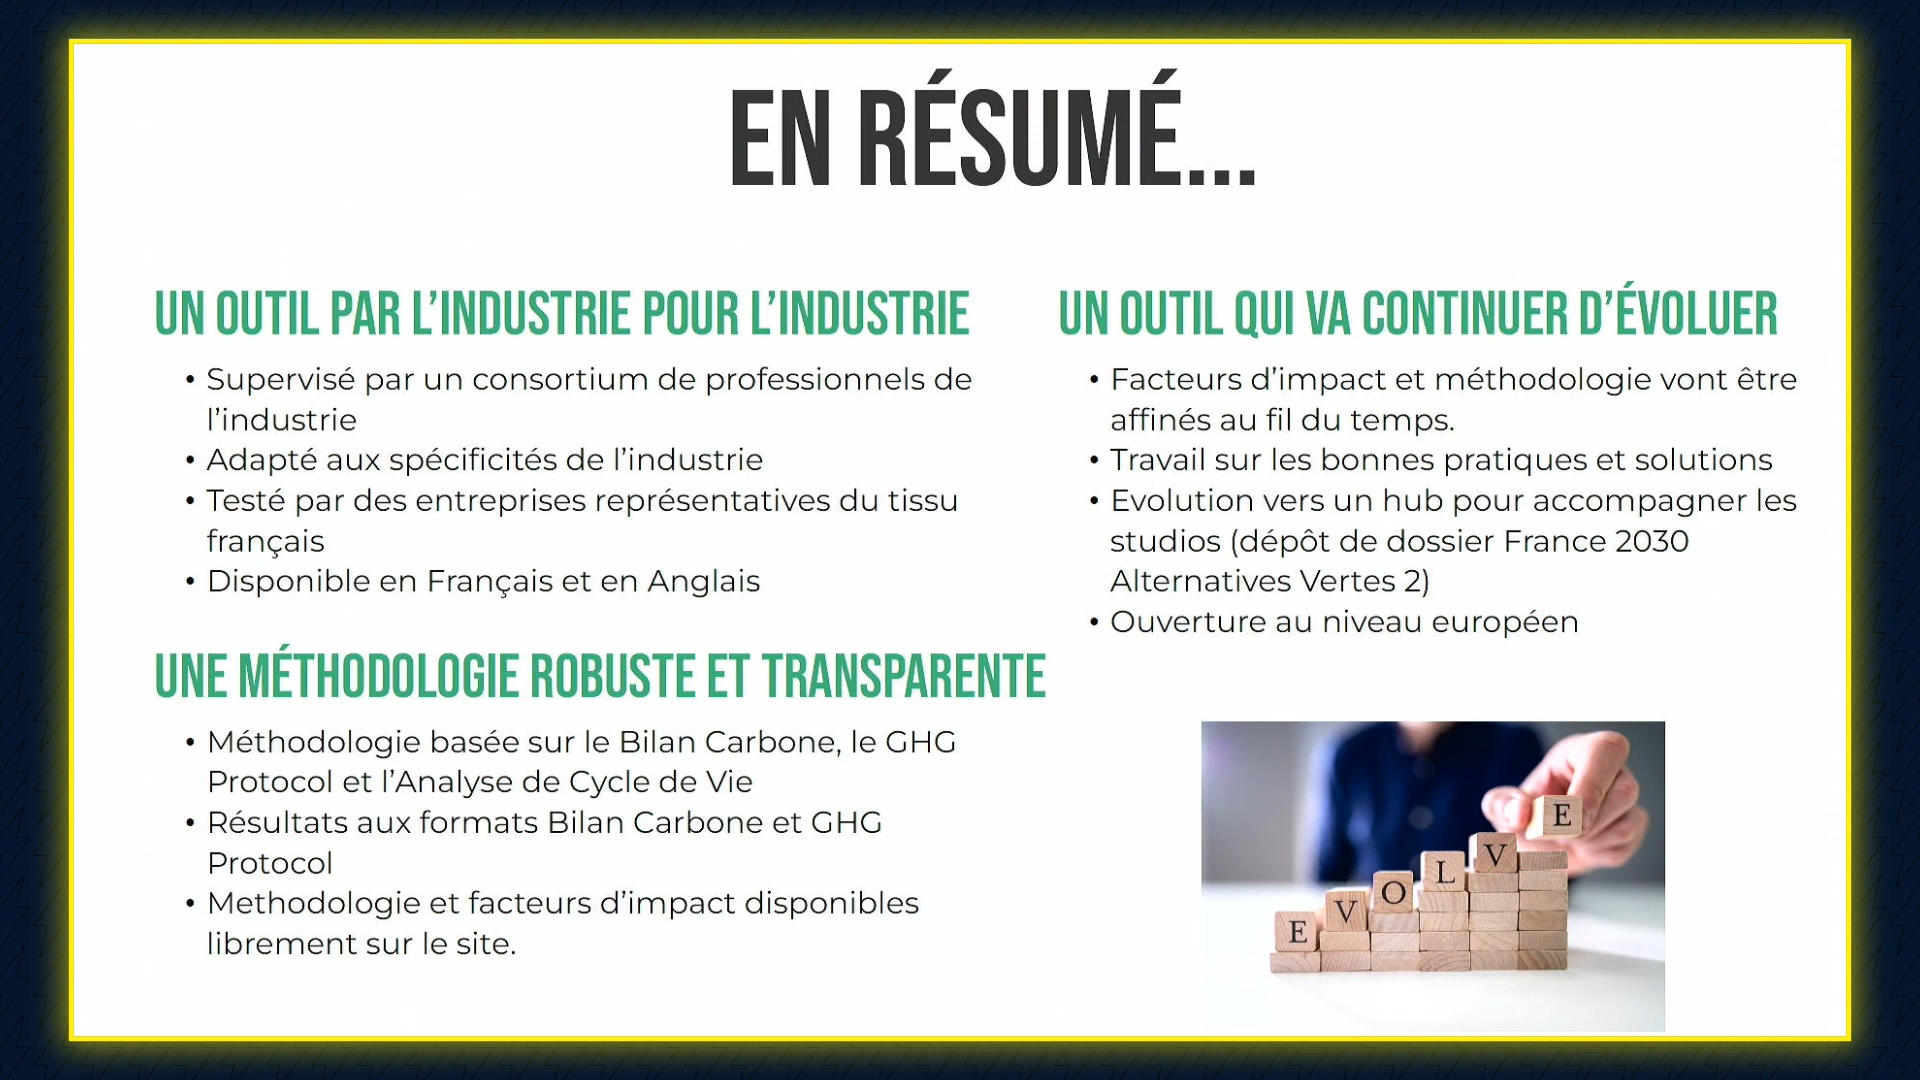 EN RÉSUMÉ...
UN OUTIL PAR L’INDUSTRIE POUR L’INDUSTRIE
• Supervisé par un consortium de professionnels de
l’industrie
• Adapté aux spécificités de l’industrie
• Testé par des entreprises représentatives du tissu
français
• Disponible en Français et en Anglais
UNE MÉTHODOLOGIE ROBUSTE ET TRANSPARENTE
• Méthodologie basée sur le Bilan Carbone, le GHG
Protocol et l’Analyse de Cycle de Vie
• Résultats aux formats Bilan Carbone et GHG
Protocol
• Methodologie et facteurs d’impact disponibles
librement sur le site.
UN OUTIL QUI VA CONTINUER D’ÉVOLUER
• Facteurs d’impact et méthodologie vont être
affinés au fil du temps.
• Travail sur les bonnes pratiques et solutions
• Evolution vers un hub pour accompagner les
studios (dépôt de dossier France 2030
Alternatives Vertes 2)
• Ouverture au niveau européen
E V O L V E